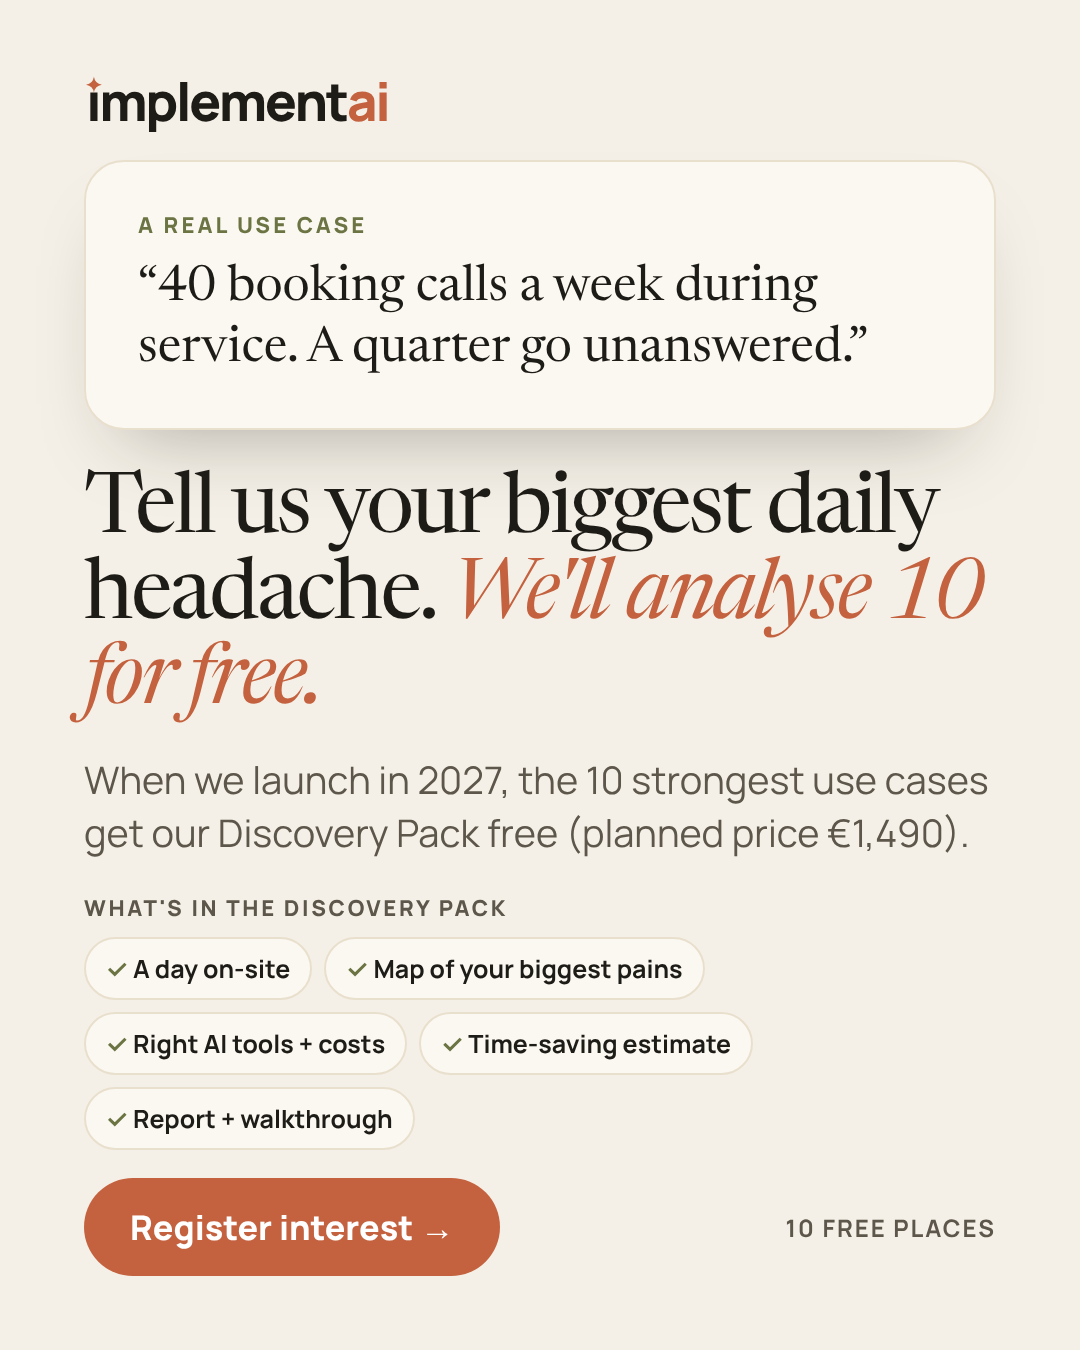 implementai
A REAL USE CASE
“40 booking calls a week during
service. A quarter go unanswered.”
Tell us your biggest daily
headache. We'll analyse 10
for free.
When we launch in 2027, the 10 strongest use cases
get our Discovery Pack free (planned price €1,490).
WHAT'S IN THE DISCOVERY PACK
✓ A day on-site ✓ Map of your biggest pains
✓ Right AI tools + costs ✓ Time-saving estimate
✓ Report + walkthrough
Register interest → 10 FREE PLACES